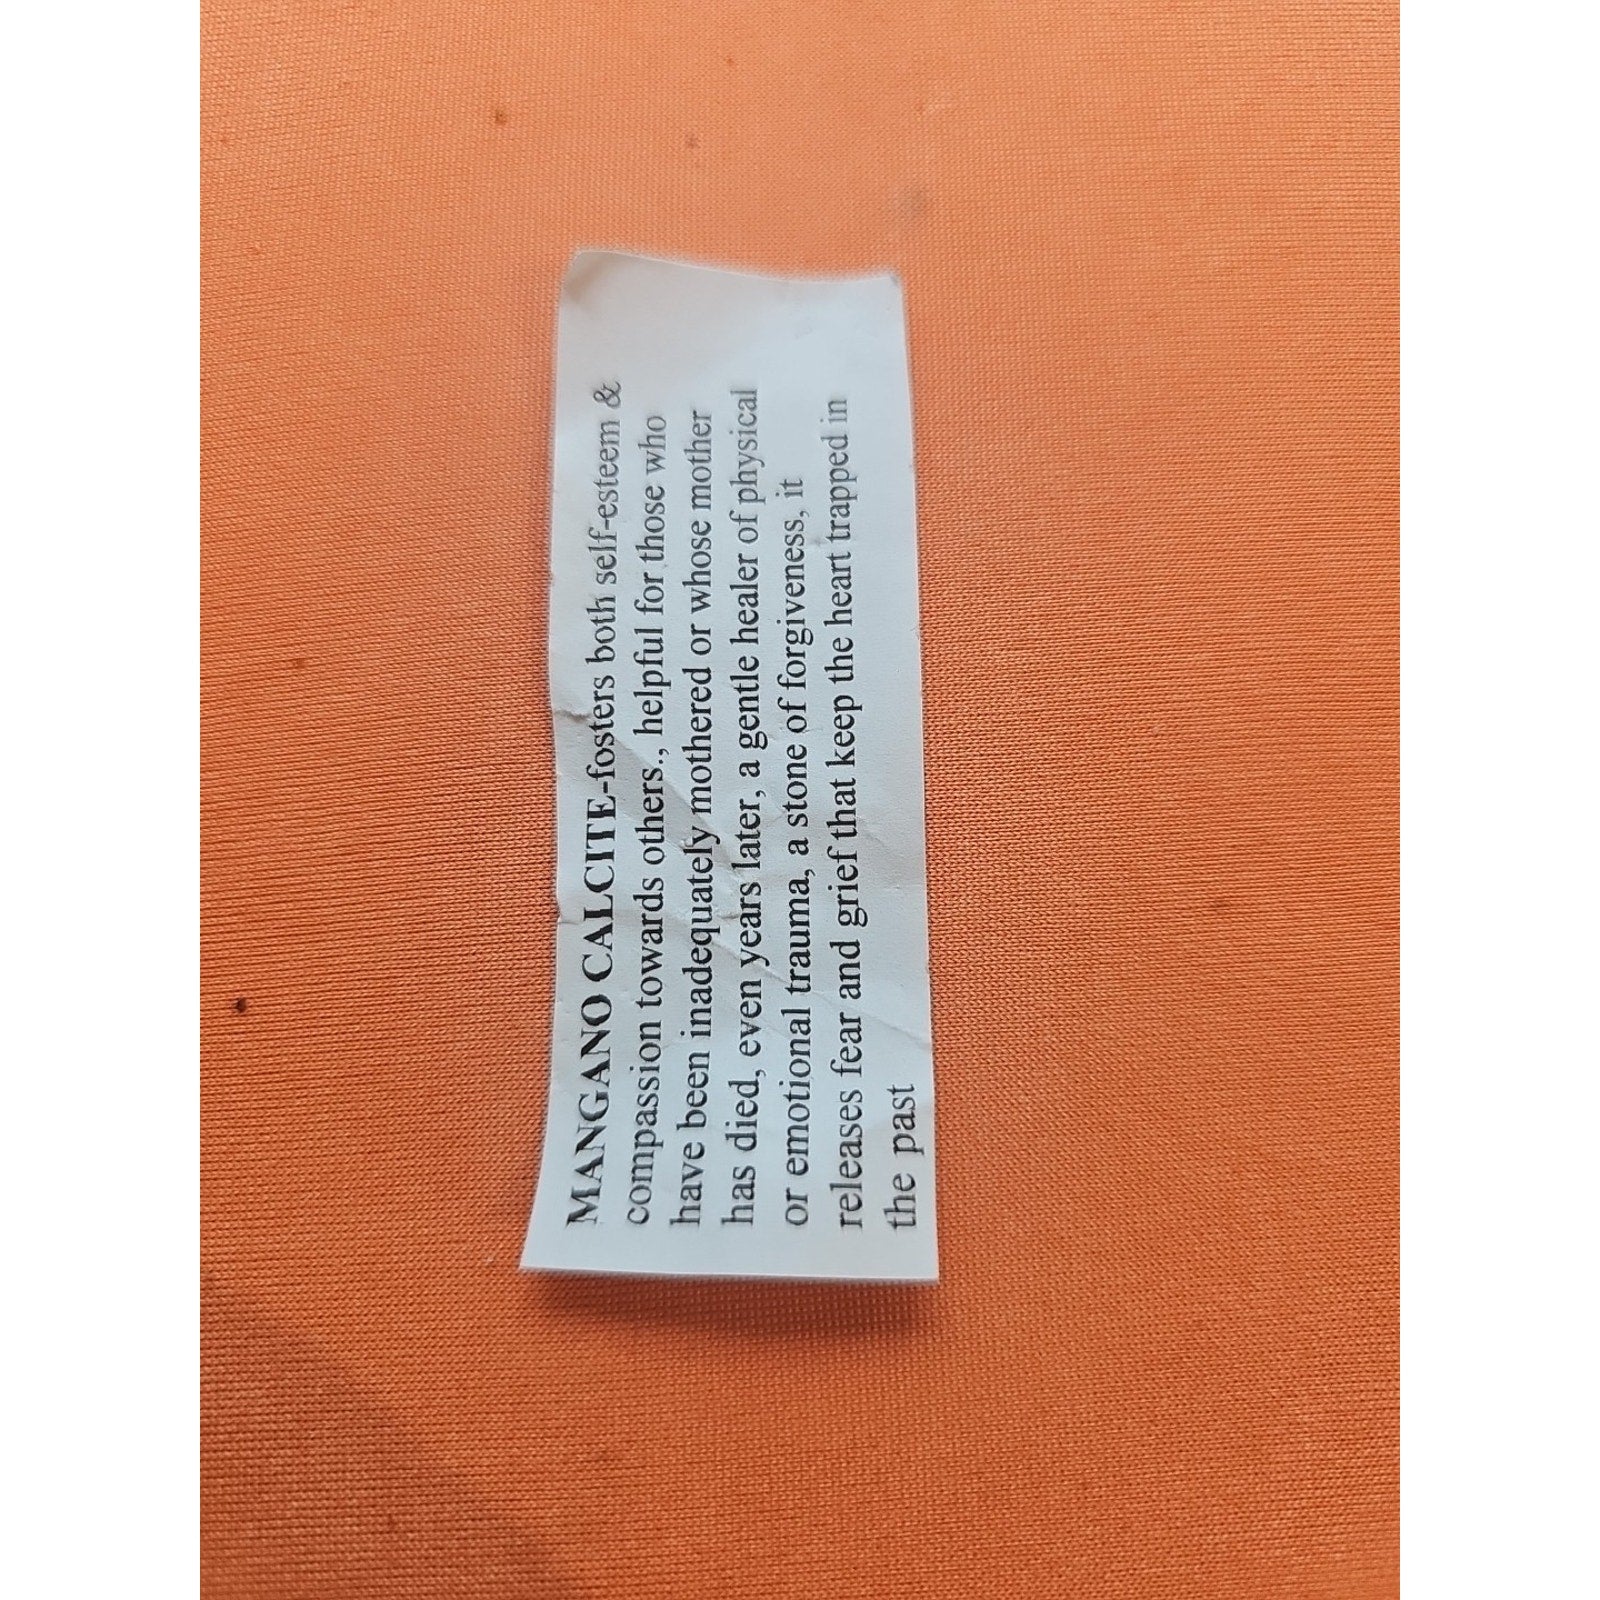 MANGANO CALCITE-fosters both self-esteem &
compassion towards others., helpful for those who
have been inadequately mothered or whose mother
has died, even years later, a gentle healer of physical
or emotional trauma, a stone of forgiveness, it
releases fear and grief that keep the heart trapped in
the past